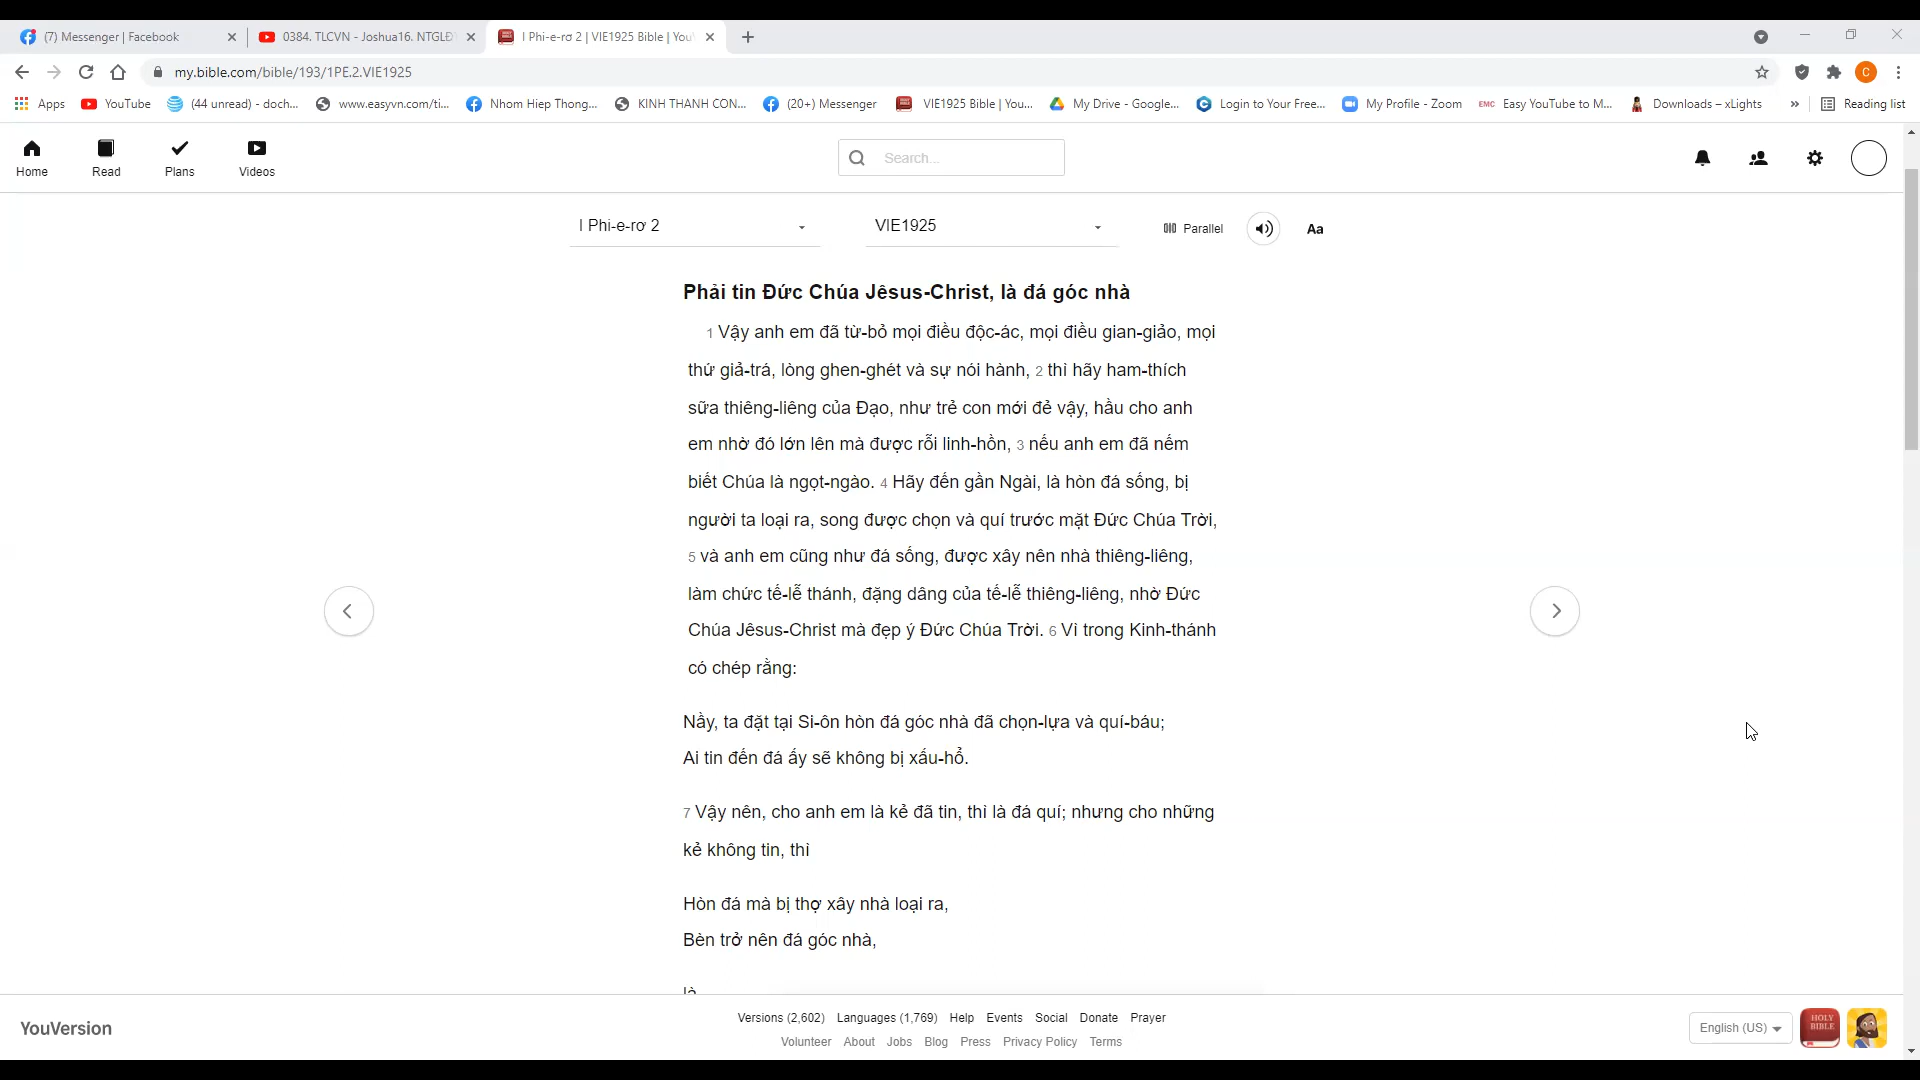 (7) Messenger | Facebook
0384. TLCVN - Joshua16. NTGLĐ
I Phi-e-rơ 2 | VIE1925 Bible | You
my.bible.com/bible/193/1PE.2.VIE1925
C
Apps
YouTube
(44 unread) - doch...
www.easyvn.com/ti...
Nhom Hiep Thong...
KINH THANH CON...
(20+) Messenger
VIE1925 Bible | You...
My Drive - Google...
Login to Your Free...
My Profile - Zoom
EMC Easy YouTube to M...
Downloads – xLights
»
Reading list
Home
Read
Plans
Videos
Search...
I Phi-e-rơ 2
VIE1925
Parallel
Aa
Phải tin Đức Chúa Jêsus-Christ, là đá góc nhà
1 Vậy anh em đã từ-bỏ mọi điều độc-ác, mọi điều gian-giảo, mọi
thứ giả-trá, lòng ghen-ghét và sự nói hành, 2 thì hãy ham-thích
sữa thiêng-liêng của Đạo, như trẻ con mới đẻ vậy, hầu cho anh
em nhờ đó lớn lên mà được rỗi linh-hồn, 3 nếu anh em đã nếm
biết Chúa là ngọt-ngào. 4 Hãy đến gần Ngài, là hòn đá sống, bị
người ta loại ra, song được chọn và quí trước mặt Đức Chúa Trời,
5 và anh em cũng như đá sống, được xây nên nhà thiêng-liêng,
làm chức tế-lễ thánh, đặng dâng của tế-lễ thiêng-liêng, nhờ Đức
Chúa Jêsus-Christ mà đẹp ý Đức Chúa Trời. 6 Vì trong Kinh-thánh
có chép rằng:
Nầy, ta đặt tại Si-ôn hòn đá góc nhà đã chọn-lựa và quí-báu;
Ai tin đến đá ấy sẽ không bị xấu-hổ.
7 Vậy nên, cho anh em là kẻ đã tin, thì là đá quí; nhưng cho những
kẻ không tin, thì
Hòn đá mà bị thợ xây nhà loại ra,
Bèn trở nên đá góc nhà,
là
YouVersion
Versions (2,602) Languages (1,769) Help Events Social Donate Prayer
Volunteer About Jobs Blog Press Privacy Policy Terms
English (US)
HOLY
BIBLE